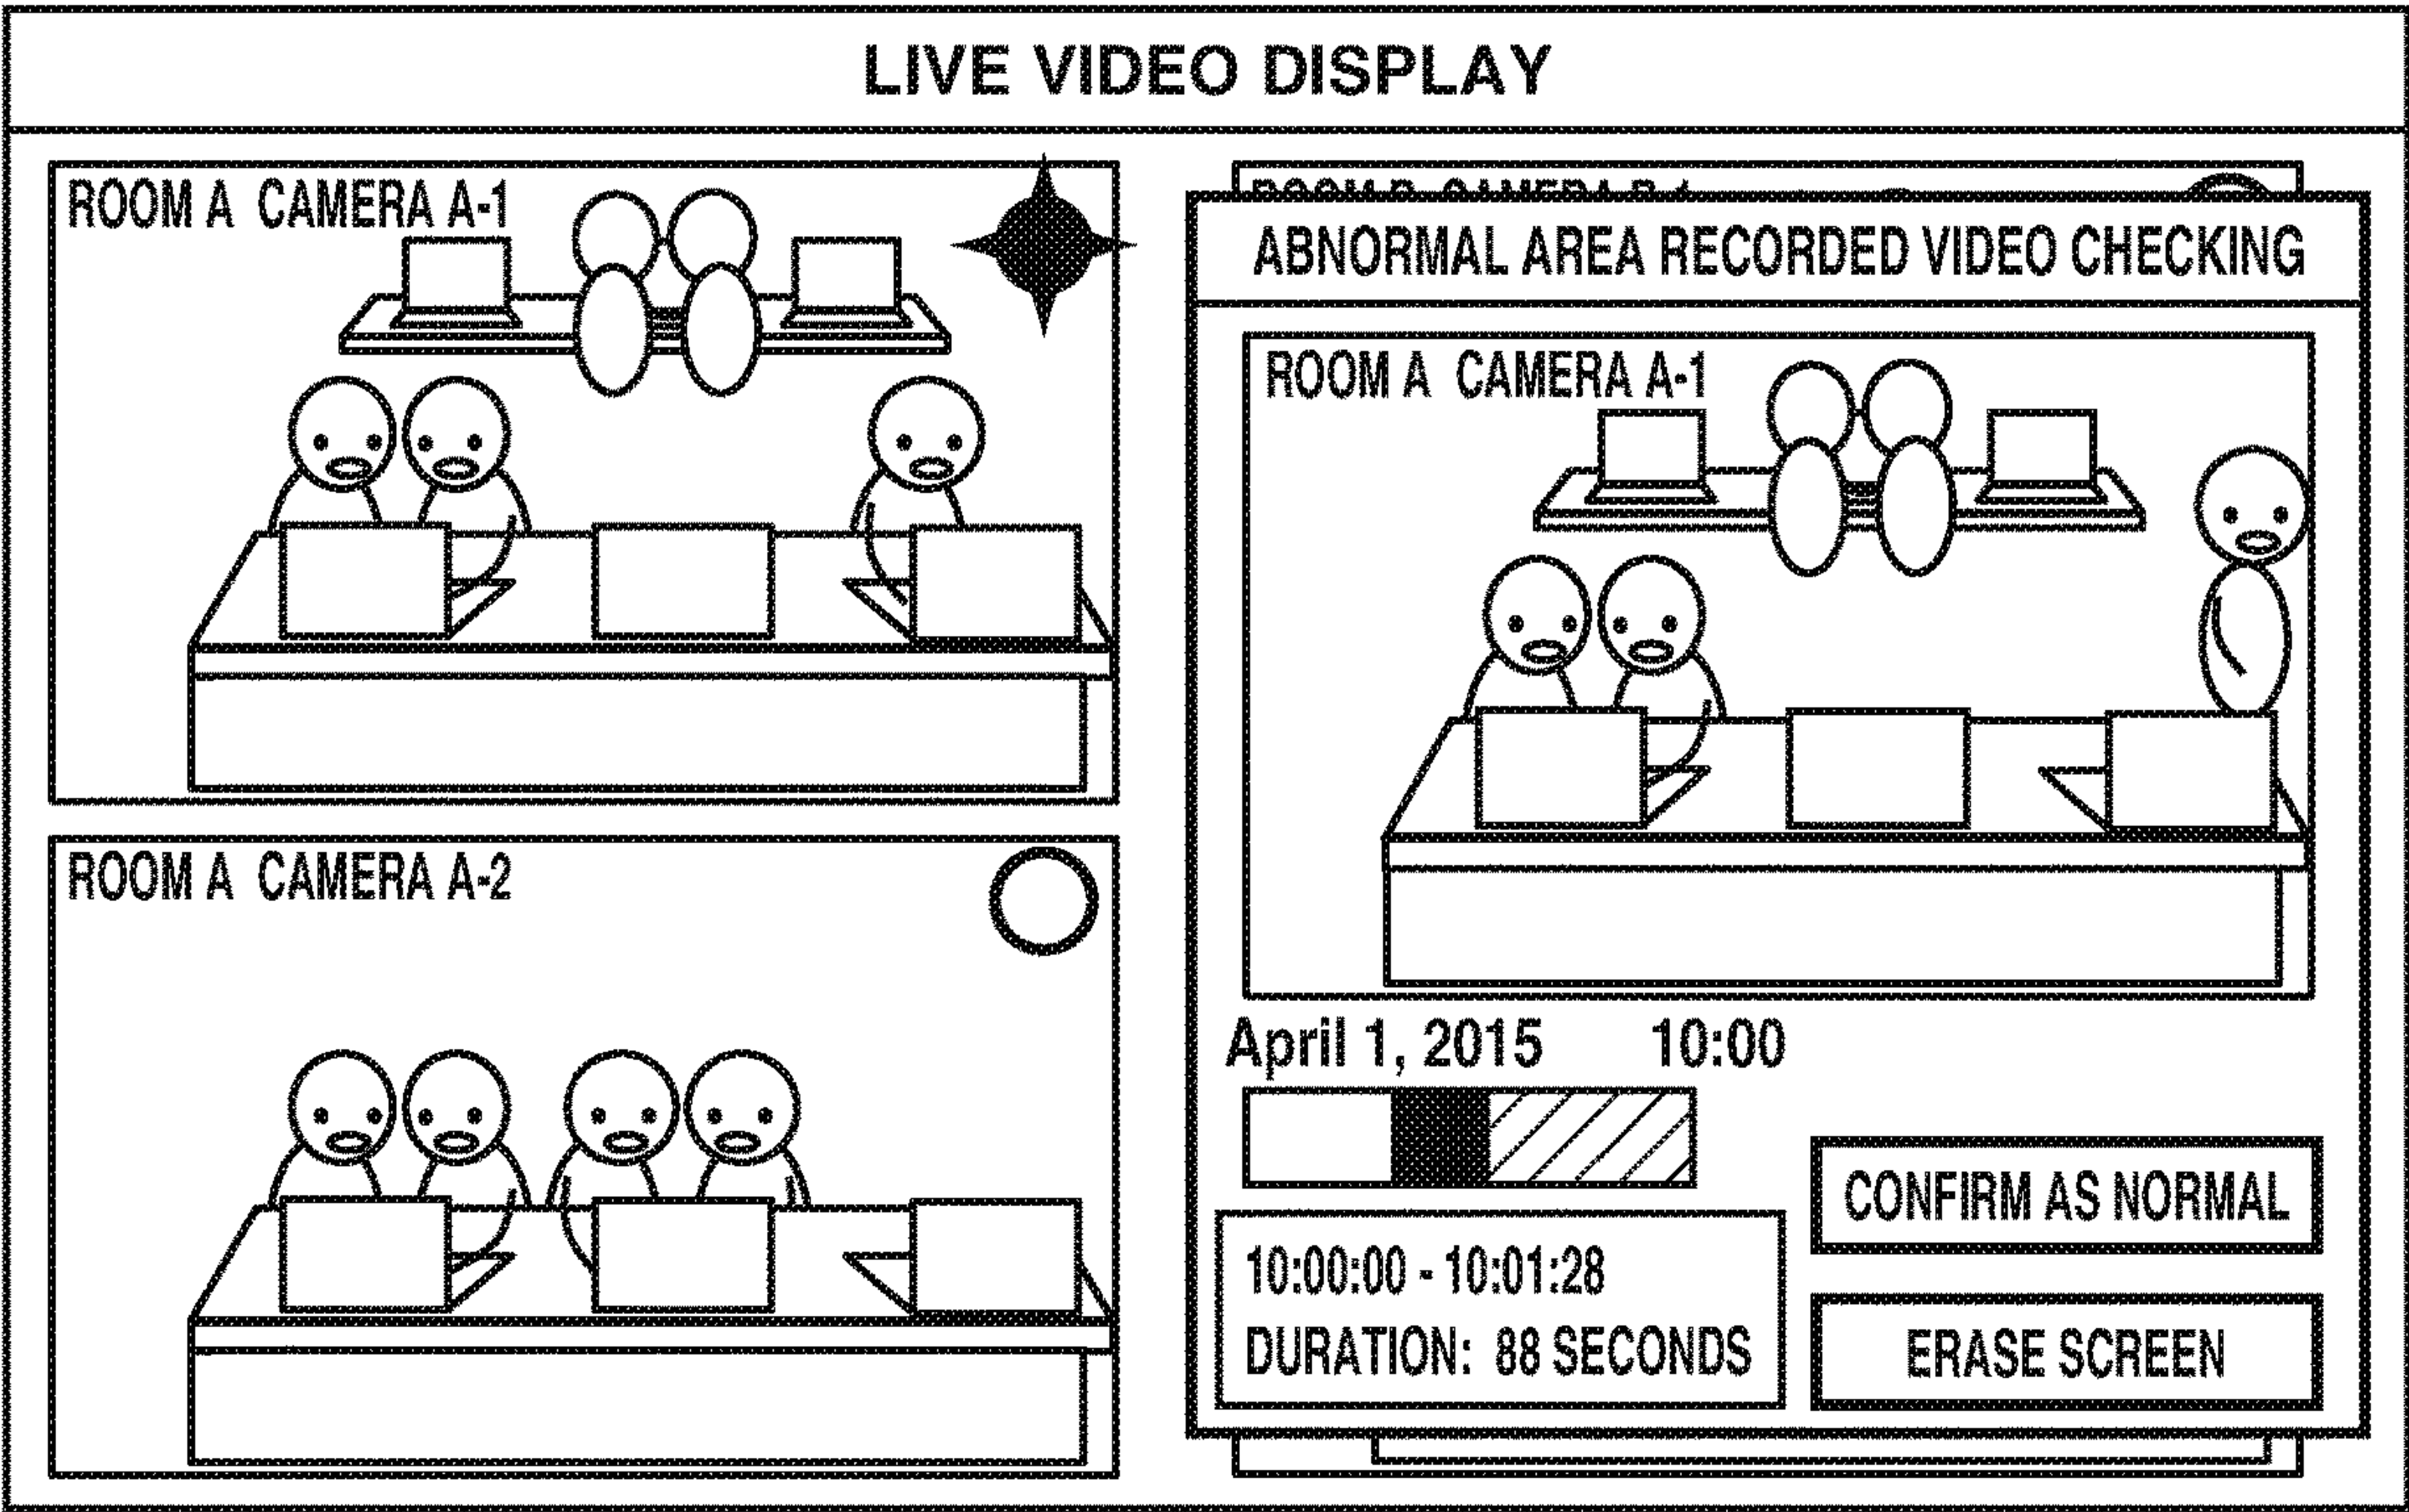 LIVE VIDEO DISPLAY
ROOM A CAMERA A-1
ROOM A CAMERA A-2
ABNORMAL AREA RECORDED VIDEO CHECKING
ROOM A CAMERA A-1
April 1, 2015 10:00
10:00:00 - 10:01:28
DURATION: 88 SECONDS
CONFIRM AS NORMAL
ERASE SCREEN